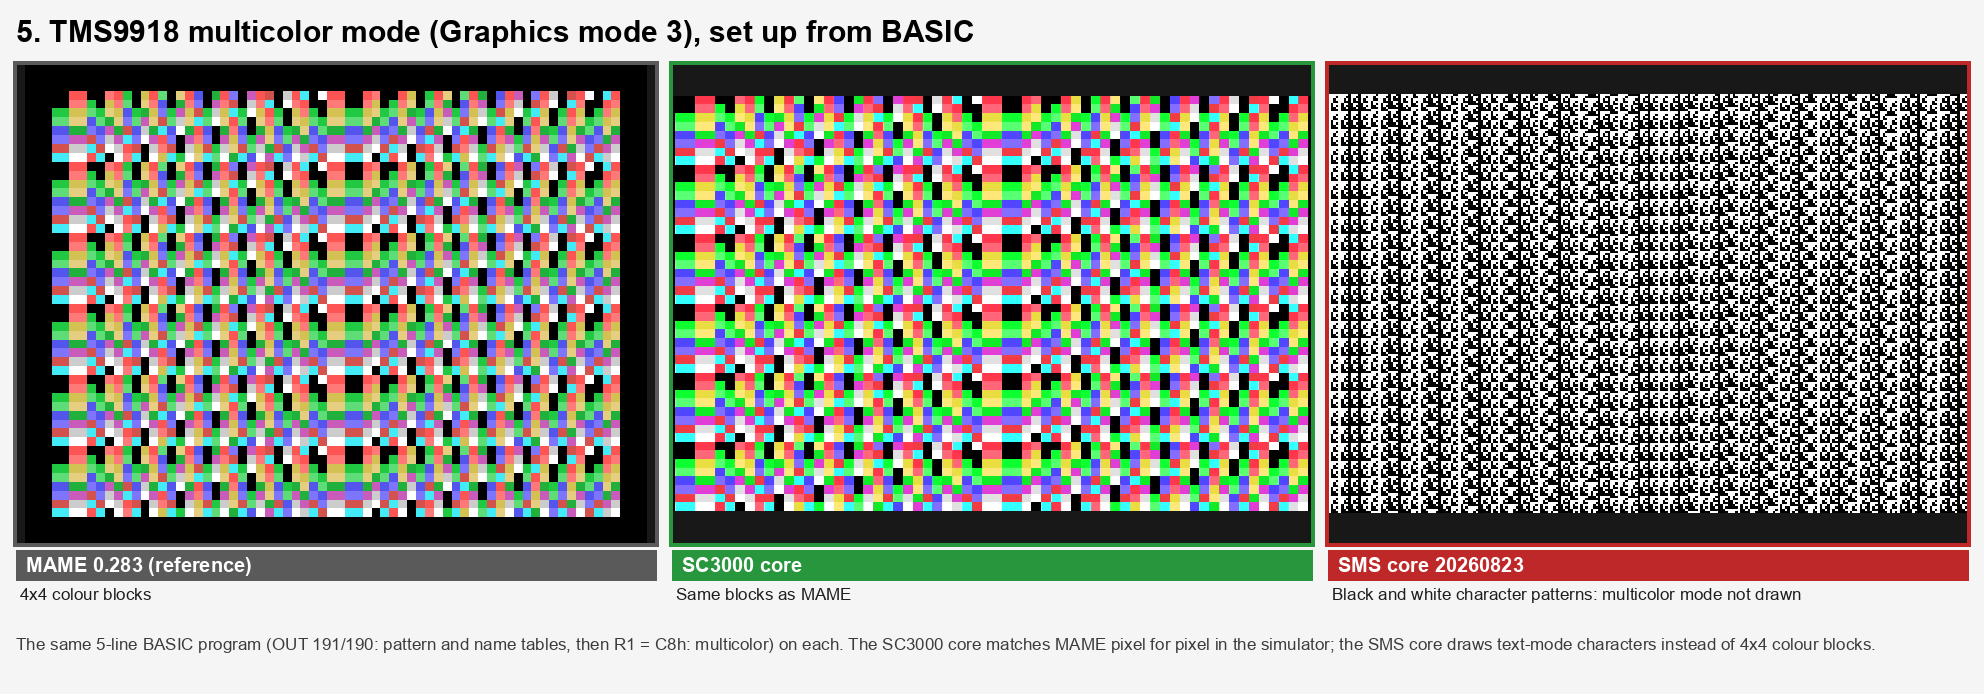 5. TMS9918 multicolor mode (Graphics mode 3), set up from BASIC
MAME 0.283 (reference)
SC3000 core
SMS core 20260823
4x4 colour blocks
Same blocks as MAME
Black and white character patterns: multicolor mode not drawn
The same 5-line BASIC program (OUT 191/190: pattern and name tables, then R1 = C8h: multicolor) on each. The SC3000 core matches MAME pixel for pixel in the simulator; the SMS core draws text-mode characters instead of 4x4 colour blocks.